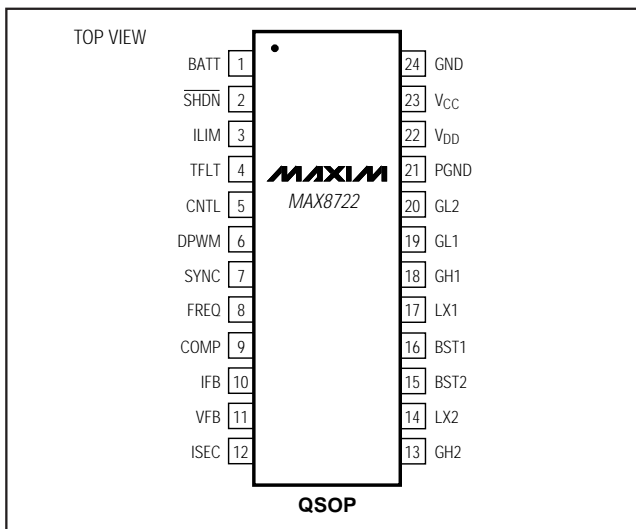 TOP VIEW
BATT 1
SHDN 2
ILIM 3
TFLT 4
CNTL 5
DPWM 6
SYNC 7
FREQ 8
COMP 9
IFB 10
VFB 11
ISEC 12
MAXIM
MAX8722
24 GND
23 VCC
22 VDD
21 PGND
20 GL2
19 GL1
18 GH1
17 LX1
16 BST1
15 BST2
14 LX2
13 GH2
QSOP